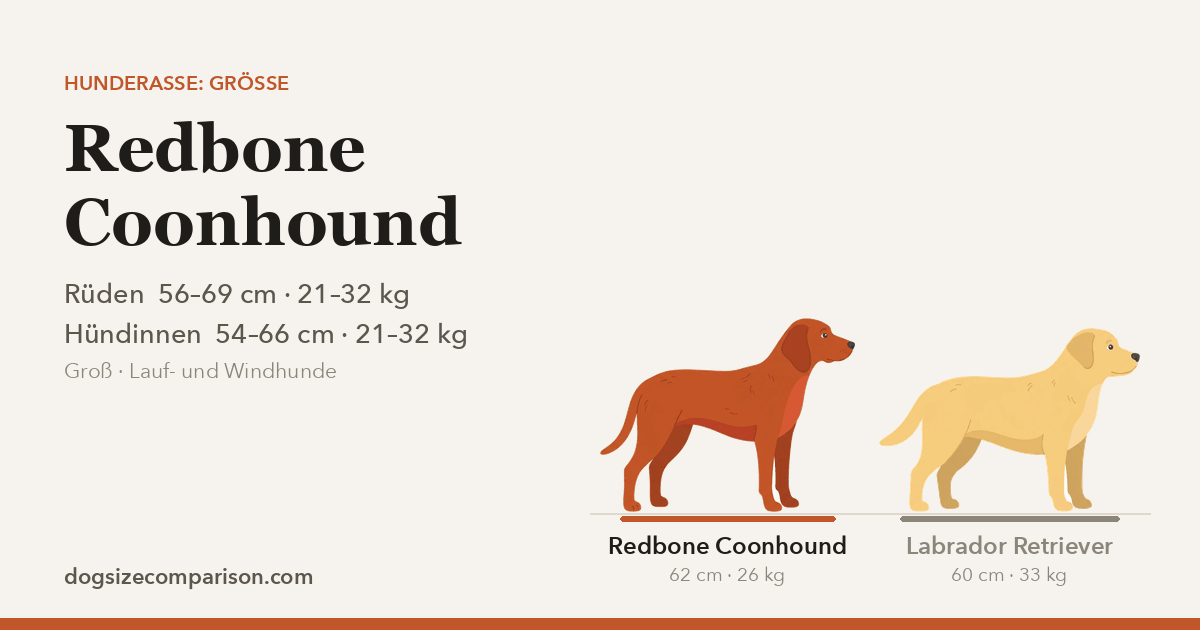 HUNDERASSE: GRÖSSE
Redbone
Coonhound
Rüden 56–69 cm · 21–32 kg
Hündinnen 54–66 cm · 21–32 kg
Groß · Lauf- und Windhunde
Redbone Coonhound
62 cm · 26 kg
Labrador Retriever
60 cm · 33 kg
dogsizecomparison.com